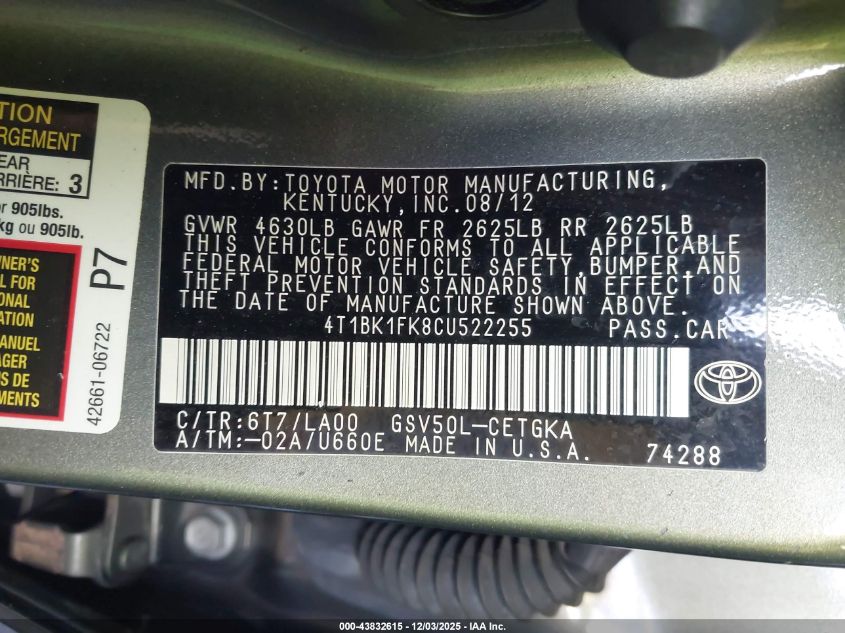 TION
RGEMENT
EAR
RRIÈRE: 3
or 905lbs.
kg ou 905lb.
P7
42661-06722
WNER'S
L FOR
ONAL
ATION
ANUEL
AGER
NS DE
EMENTS
MFD.BY:TOYOTA MOTOR MANUFACTURING,
KENTUCKY,INC.08/12
GVWR 4630LB GAWR FR 2625LB RR 2625LB
THIS VEHICLE CONFORMS TO ALL APPLICABLE
FEDERAL MOTOR VEHICLE SAFETY,BUMPER,AND
THEFT PREVENTION STANDARDS IN EFFECT ON
THE DATE OF MANUFACTURE SHOWN ABOVE.
4T1BK1FK8CU522255 PASS.CAR
C/TR:6T7/LA00 GSV50L-CETGKA
A/TM:-02A/U660E MADE IN U.S.A. 74288
000-43832615 - 12/03/2025 - IAA Inc.